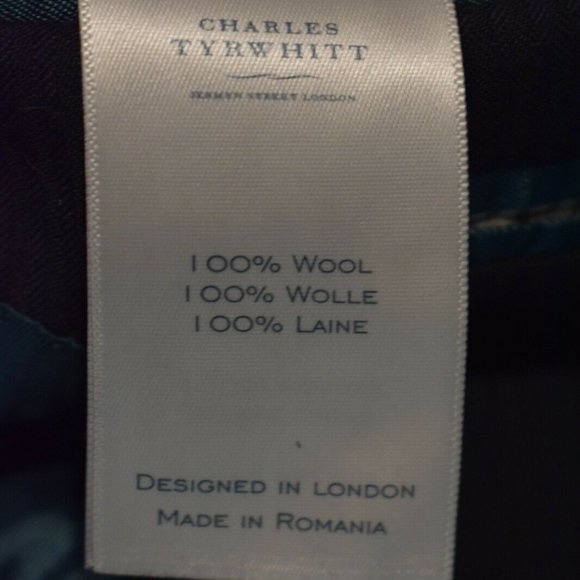 CHARLES
TYRWHITT
JERMYN STREET LONDON
100% WOOL
100% WOLLE
100% LAINE
DESIGNED IN LONDON
MADE IN ROMANIA